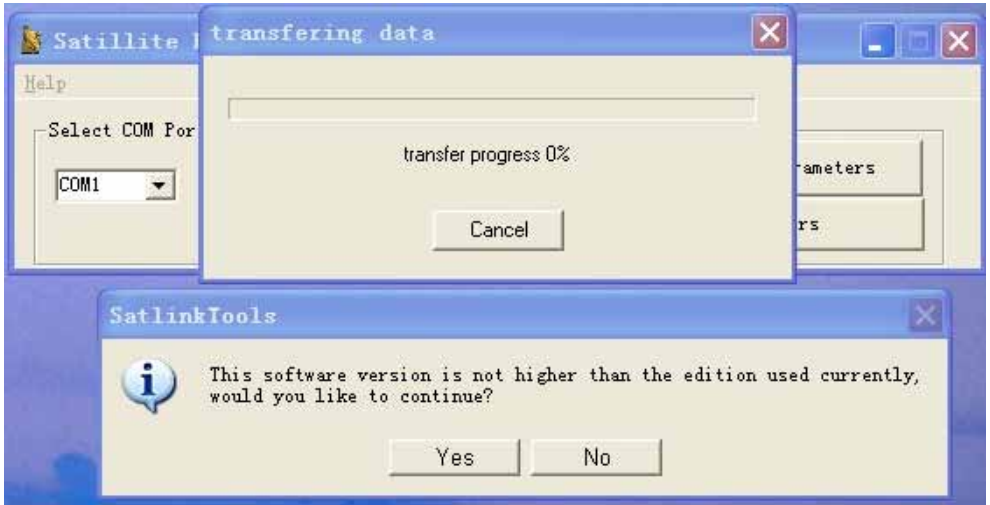 Satillite
transfering data
Help
Select COM Por
COM1
transfer progress 0%
Cancel
ameters
rs
SatlinkTools
This software version is not higher than the edition used currently,
would you like to continue?
Yes
No